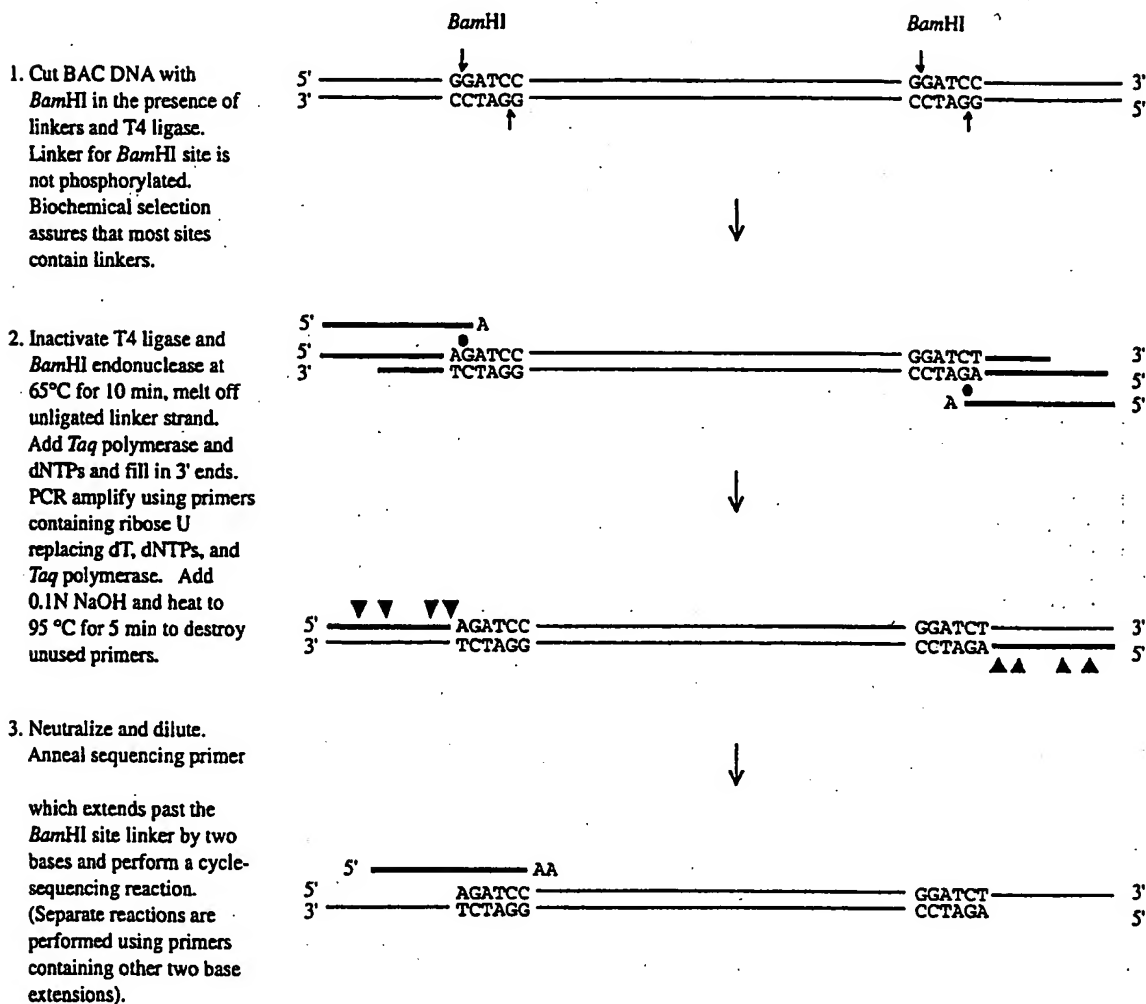 BamHI BamHI
1. Cut BAC DNA with
BamHI in the presence of
linkers and T4 ligase.
Linker for BamHI site is
not phosphorylated.
Biochemical selection
assures that most sites
contain linkers.
5' GGATCC GGATCC 3'
3' CCTAGG CCTAGG 5'
2. Inactivate T4 ligase and
BamHI endonuclease at
65°C for 10 min, melt off
unligated linker strand.
Add Taq polymerase and
dNTPs and fill in 3' ends.
PCR amplify using primers
containing ribose U
replacing dT, dNTPs, and
Taq polymerase. Add
0.1N NaOH and heat to
95 °C for 5 min to destroy
unused primers.
5' A
5' AGATCC GGATCT 3'
3' TCTAGG CCTAGA 5'
A 5'
5' AGATCC GGATCT 3'
3' TCTAGG CCTAGA 5'
3. Neutralize and dilute.
Anneal sequencing primer
which extends past the
BamHI site linker by two
bases and perform a cycle-
sequencing reaction.
(Separate reactions are
performed using primers
containing other two base
extensions).
5' AA
5' AGATCC GGATCT 3'
3' TCTAGG CCTAGA 5'